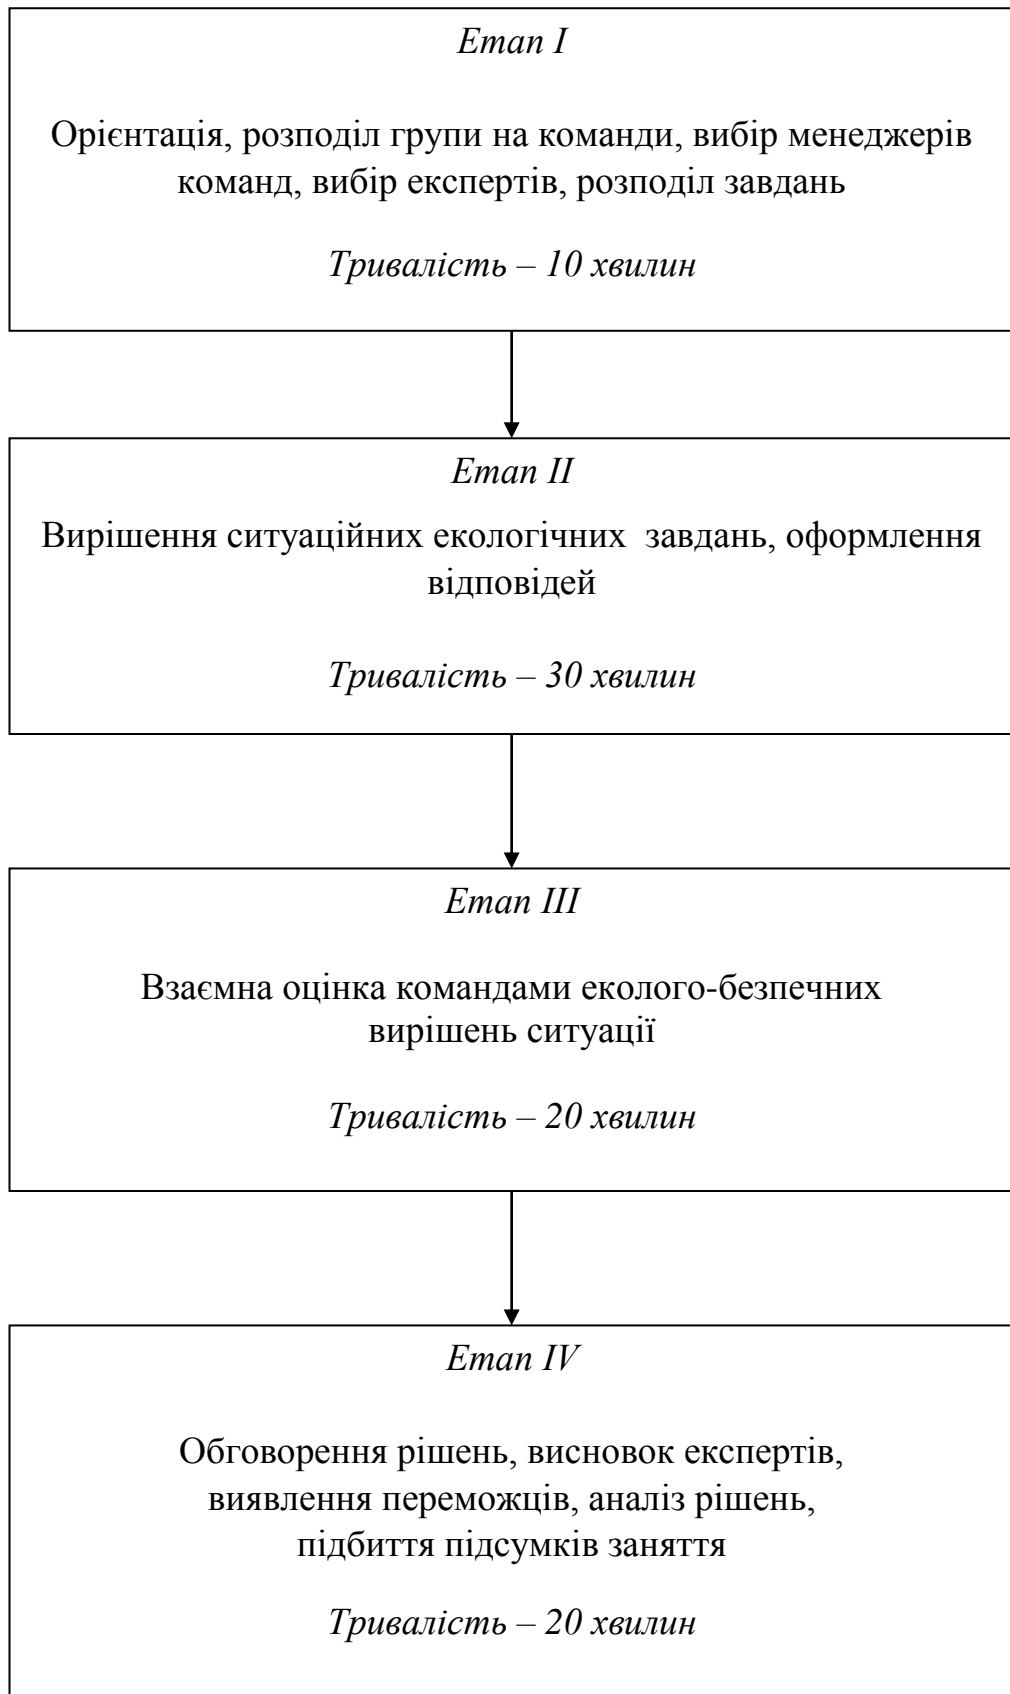 Етап I
Орієнтація, розподіл групи на команди, вибір менеджерів
команд, вибір експертів, розподіл завдань
Тривалість – 10 хвилин
Етап II
Вирішення ситуаційних екологічних  завдань, оформлення
відповідей
Тривалість – 30 хвилин
Етап III
Взаємна оцінка командами еколого-безпечних
вирішень ситуації
Тривалість – 20 хвилин
Етап IV
Обговорення рішень, висновок експертів,
виявлення переможців, аналіз рішень,
підбиття підсумків заняття
Тривалість – 20 хвилин